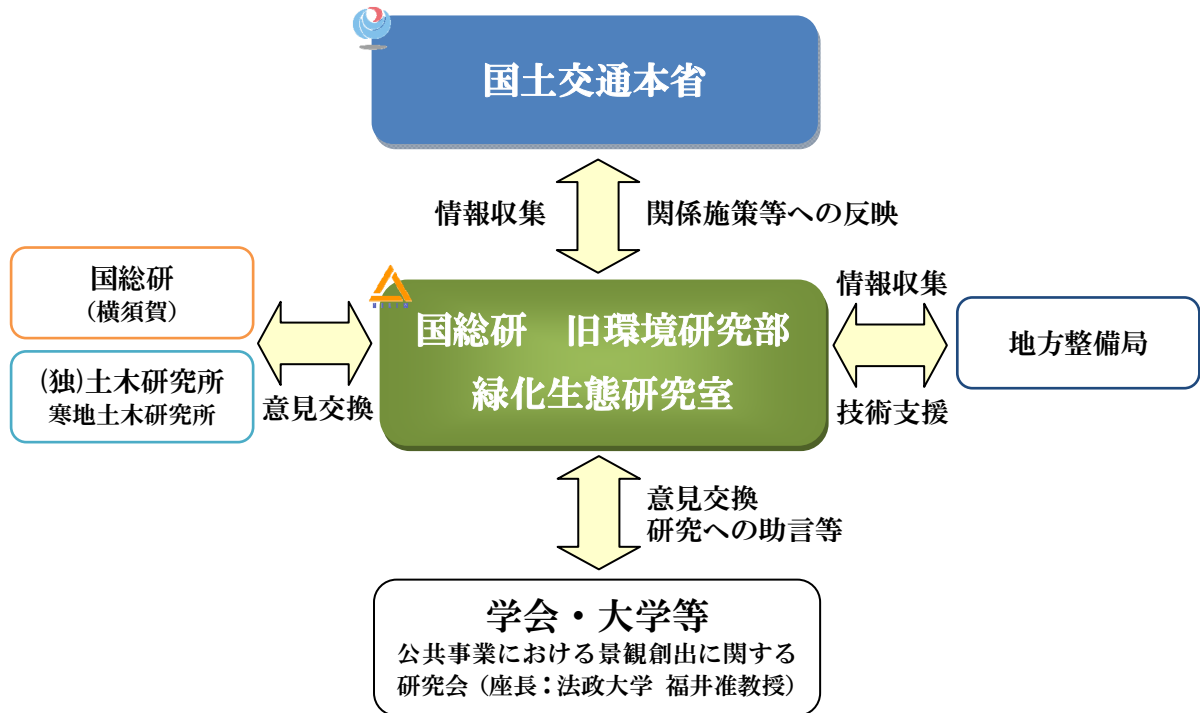 国土交通本省
情報収集
関係施策等への反映
国総研
(横須賀)
(独)土木研究所
寒地土木研究所
意見交換
国総研　旧環境研究部
緑化生態研究室
情報収集
技術支援
地方整備局
意見交換
研究への助言等
学会・大学等
公共事業における景観創出に関する
研究会（座長：法政大学 福井准教授）